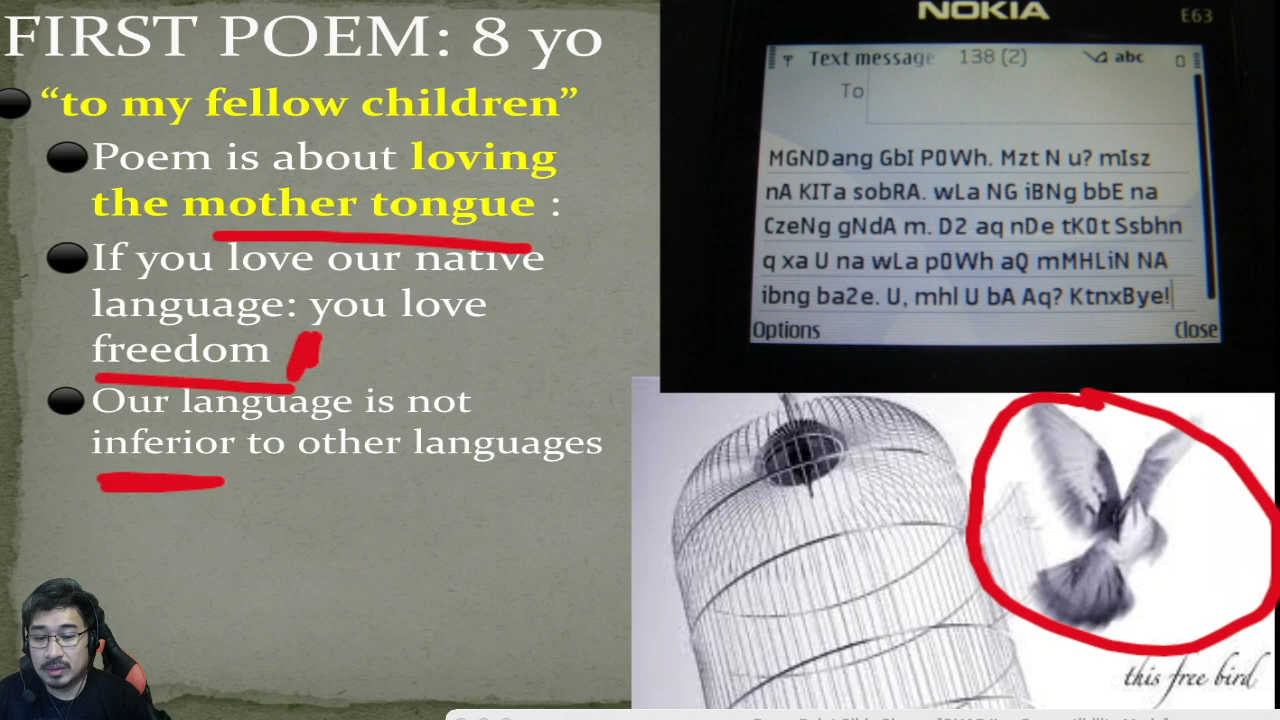 FIRST POEM: 8 yo
“to my fellow children”
Poem is about loving
the mother tongue :
If you love our native
language: you love
freedom
Our language is not
inferior to other languages
NOKIA
E63
Text message 138 (2) abc
To
MGNDang GbI P0Wh. Mzt N u? mIsz
nA KITa sobRA. wLa NG iBNg bbE na
CzeNg gNdA m. D2 aq nDe tK0t Ssbhn
q xa U na wLa p0Wh aQ mMHLiN NA
ibng ba2e. U, mhl U bA Aq? KtnxBye!
Options Close
this free bird